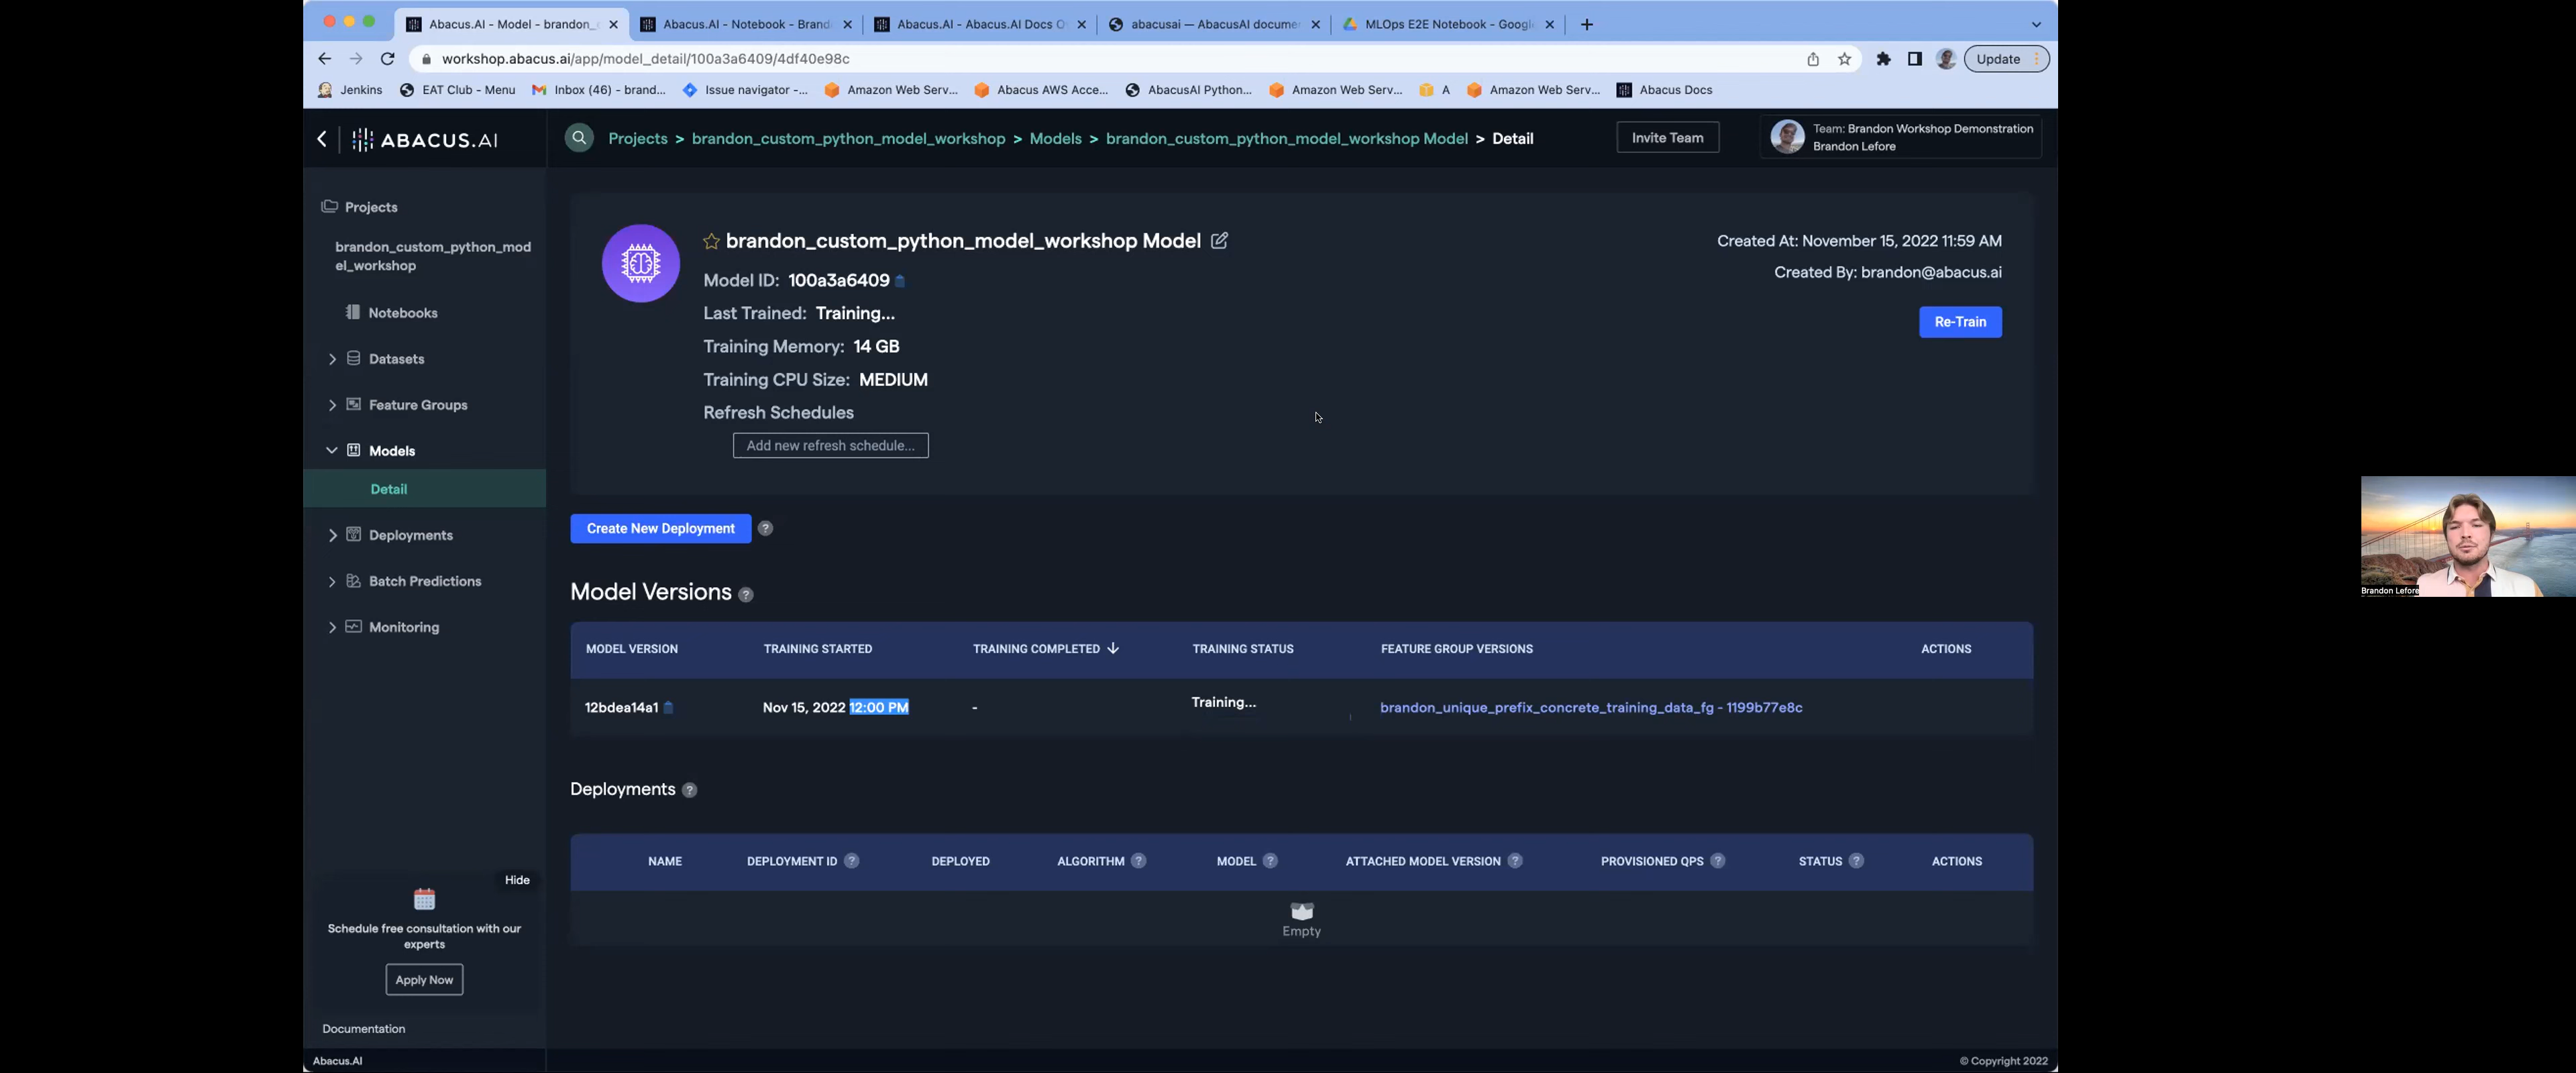 Abacus.AI - Model - brandon_c
Abacus.AI - Notebook - Brand
Abacus.AI - Abacus.AI Docs O
abacusai — AbacusAI documen
MLOps E2E Notebook - Google
workshop.abacus.ai/app/model_detail/100a3a6409/4df40e98c
Update
Jenkins
EAT Club - Menu
Inbox (46) - brand...
Issue navigator -...
Amazon Web Serv...
Abacus AWS Acce...
AbacusAI Python...
Amazon Web Serv...
A
Amazon Web Serv...
Abacus Docs
ABACUS.AI
Projects > brandon_custom_python_model_workshop > Models > brandon_custom_python_model_workshop Model > Detail
Invite Team
Team: Brandon Workshop Demonstration
Brandon Lefore
Projects
brandon_custom_python_mod
el_workshop
Notebooks
Datasets
Feature Groups
Models
Detail
Deployments
Batch Predictions
Monitoring
Hide
Schedule free consultation with our
experts
Apply Now
Documentation
brandon_custom_python_model_workshop Model
Model ID: 100a3a6409
Last Trained: Training...
Training Memory: 14 GB
Training CPU Size: MEDIUM
Refresh Schedules
Add new refresh schedule...
Created At: November 15, 2022 11:59 AM
Created By: brandon@abacus.ai
Re-Train
Create New Deployment ?
Model Versions ?
MODEL VERSION TRAINING STARTED TRAINING COMPLETED TRAINING STATUS FEATURE GROUP VERSIONS ACTIONS
12bdea14a1 Nov 15, 2022 12:00 PM - Training... brandon_unique_prefix_concrete_training_data_fg - 1199b77e8c
Deployments ?
NAME DEPLOYMENT ID ? DEPLOYED ALGORITHM ? MODEL ? ATTACHED MODEL VERSION ? PROVISIONED QPS ? STATUS ? ACTIONS
Empty
Abacus.AI
© Copyright 2022
Brandon Lefore